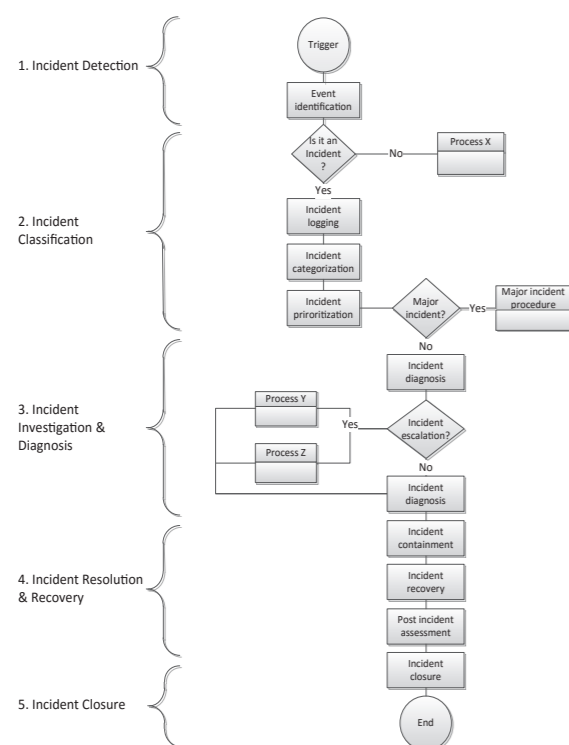 Trigger
1. Incident Detection
Event
identification
Is it an
Incident
?
No
Process X
Yes
2. Incident
Classification
Incident
logging
Incident
categorization
Incident
priroritization
Major
incident?
Yes
Major incident
procedure
No
3. Incident
Investigation &
Diagnosis
Incident
diagnosis
Process Y
Yes
Incident
escalation?
Process Z
No
Incident
diagnosis
Incident
containment
4. Incident Resolution
& Recovery
Incident
recovery
Post incident
assessment
Incident
closure
5. Incident Closure
End